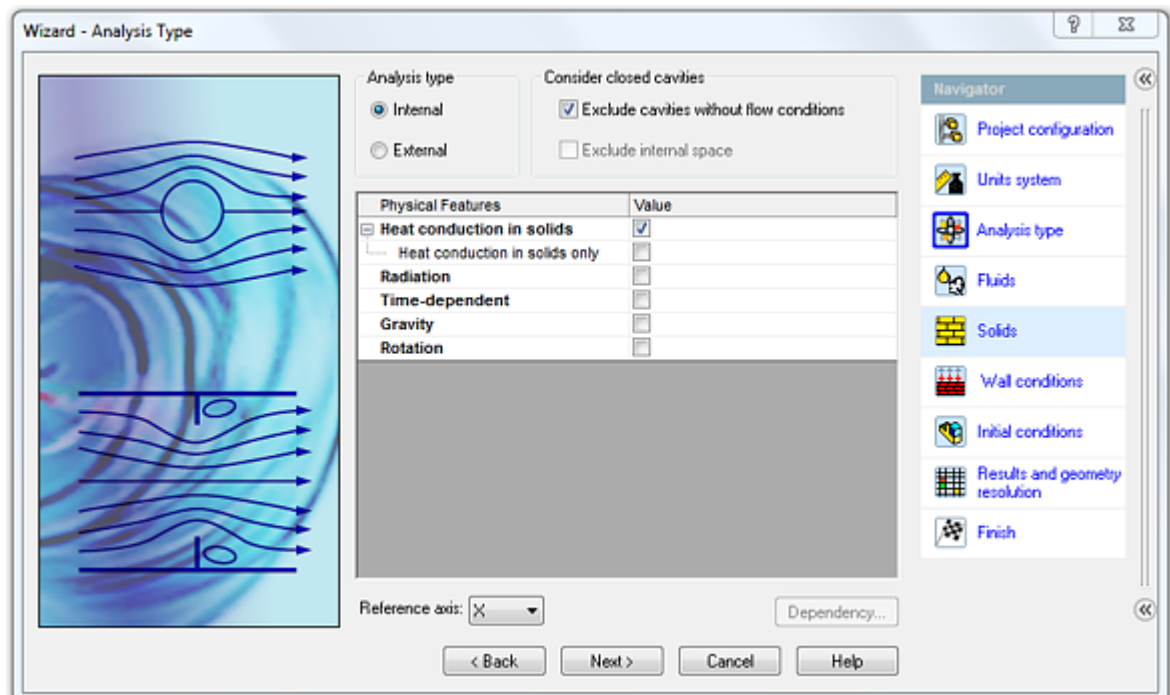 Wizard - Analysis Type
Analysis type
Internal
External
Consider closed cavities
Exclude cavities without flow conditions
Exclude internal space
Physical Features Value
Heat conduction in solids
Heat conduction in solids only
Radiation
Time-dependent
Gravity
Rotation
Reference axis: X
Dependency...
< Back Next > Cancel Help
Navigator
Project configuration
Units system
Analysis type
Fluids
Solids
Wall conditions
Initial conditions
Results and geometry
resolution
Finish